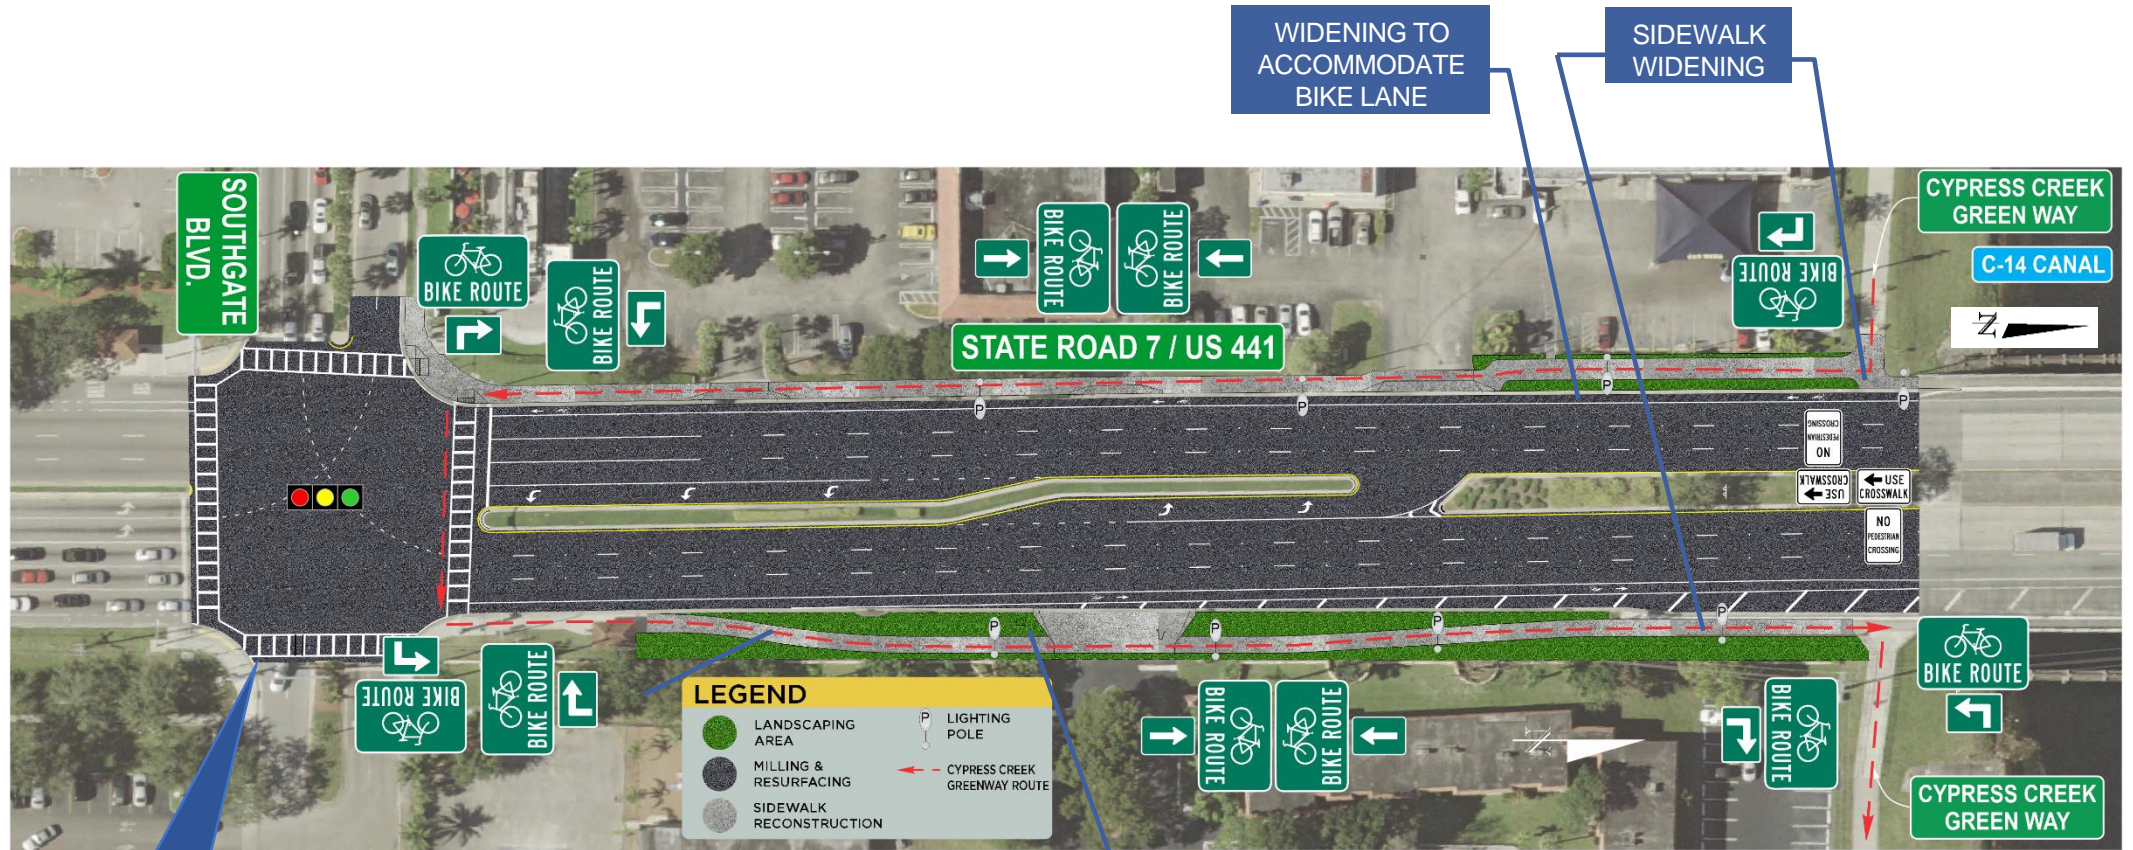 WIDENING TO
ACCOMMODATE
BIKE LANE
SIDEWALK
WIDENING
SOUTHGATE
BLVD.
BIKE ROUTE
BIKE ROUTE
BIKE ROUTE
BIKE ROUTE
STATE ROAD 7 / US 441
BIKE ROUTE
CYPRESS CREEK
GREEN WAY
C-14 CANAL
N
P
P
P
P
NO
PEDESTRIAN
CROSSING
USE
CROSSWALK
USE
CROSSWALK
NO
PEDESTRIAN
CROSSING
P
P
P
P
BIKE ROUTE
BIKE ROUTE
BIKE ROUTE
BIKE ROUTE
N
BIKE ROUTE
BIKE ROUTE
CYPRESS CREEK
GREEN WAY
LEGEND
LANDSCAPING
AREA
MILLING &
RESURFACING
SIDEWALK
RECONSTRUCTION
P
LIGHTING
POLE
CYPRESS CREEK
GREENWAY ROUTE